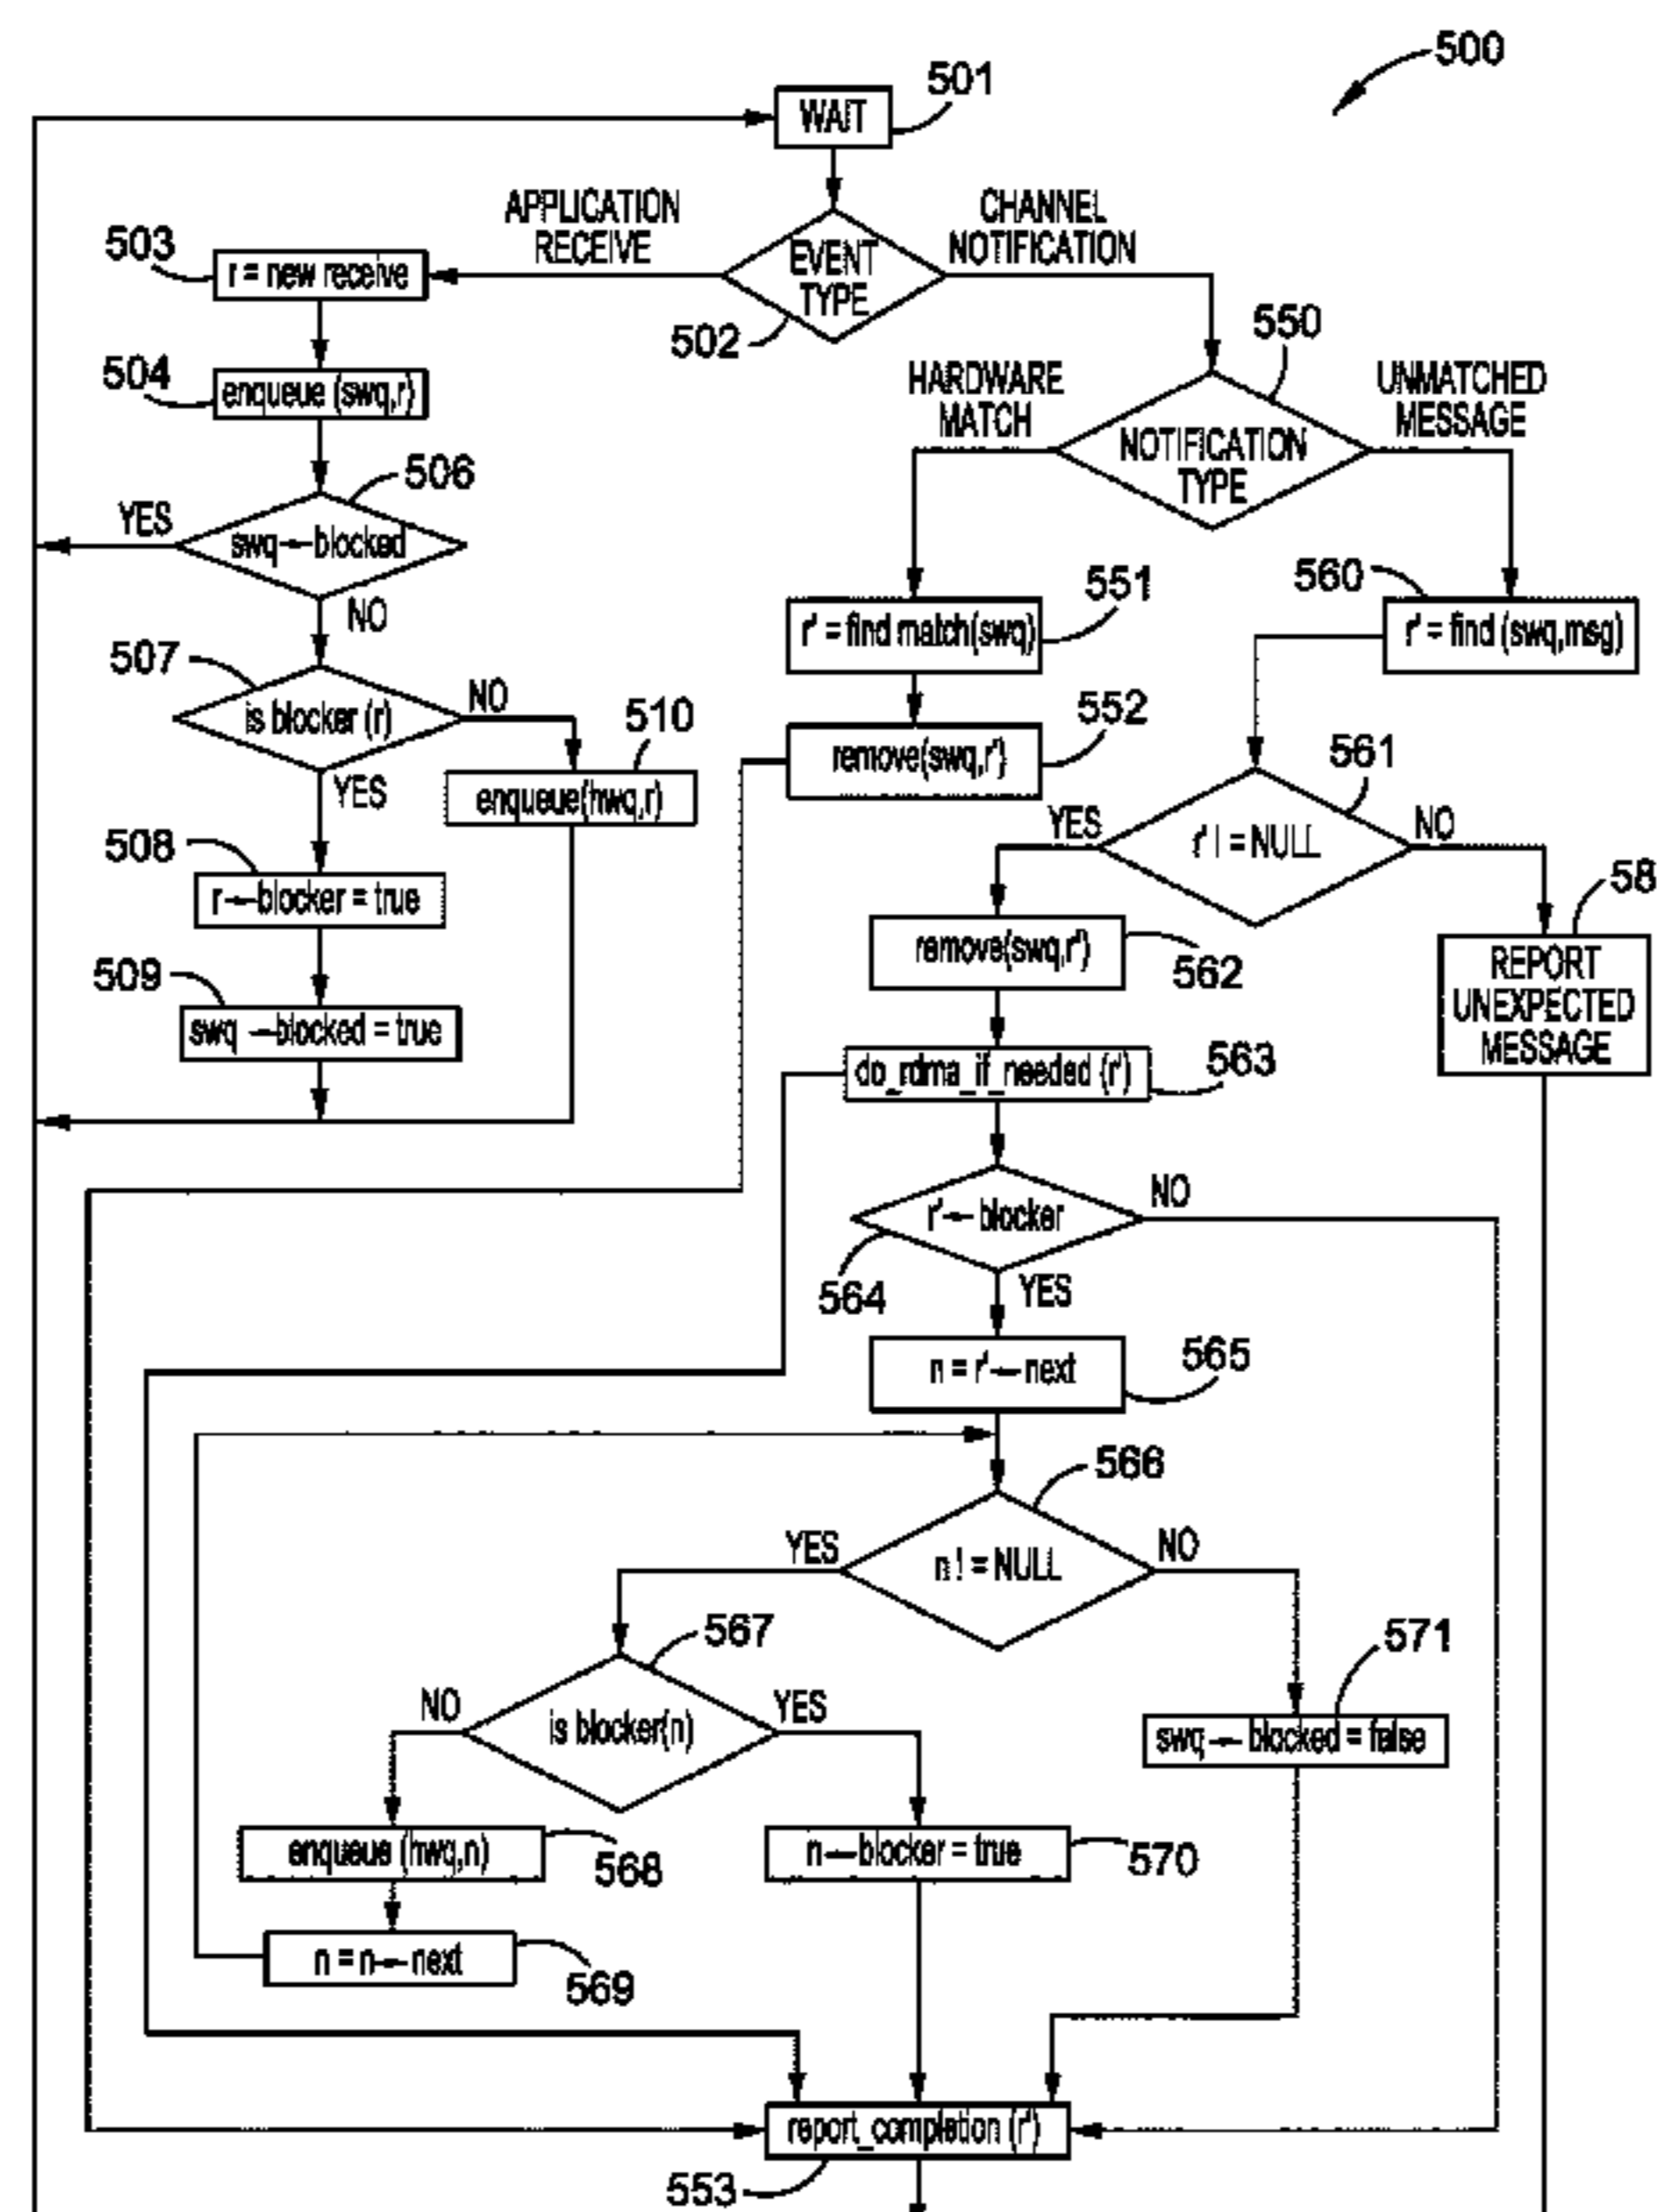 500
501
WAIT
APPLICATION
RECEIVE
CHANNEL
NOTIFICATION
503
r = new receive
EVENT
TYPE
502
550
504
enqueue (swq,r)
HARDWARE
MATCH
UNMATCHED
MESSAGE
NOTIFICATION
TYPE
506
YES
swq←blocked
NO
551
r' = find match(swq)
560
r' = find (swq,msg)
507
is blocker (r)
NO
510
YES
enqueue(hwq,r)
552
remove(swq,r')
561
YES
r' ! = NULL
NO
508
r←blocker = true
58
REPORT
UNEXPECTED
MESSAGE
remove(swq,r')
562
509
swq ←blocked = true
do_rdma_if_needed (r')
563
r'← blocker
NO
564
YES
n = r'←next
565
566
YES
n ! = NULL
NO
567
NO
is blocker(n)
YES
571
swq ← blocked = false
enqueue (hwq,n)
568
n←blocker = true
570
n = n←next
569
report_completion (r')
553